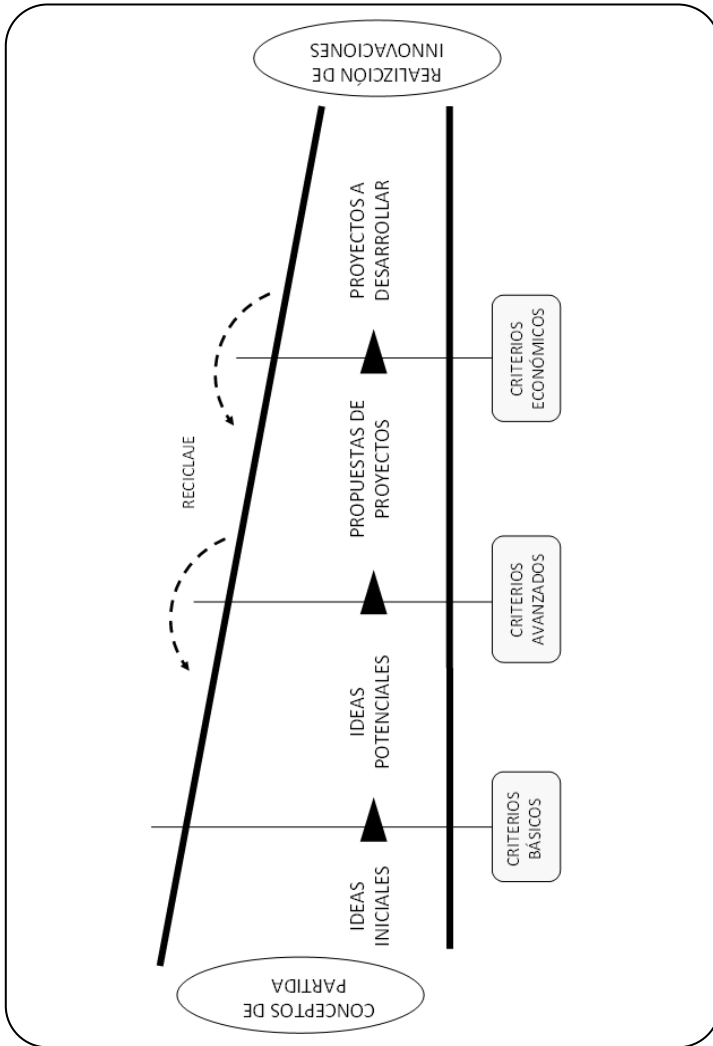 CONCEPTOS DE
PARTIDA
IDEAS
INICIALES
IDEAS
POTENCIALES
PROPUESTAS DE
PROYECTOS
PROYECTOS A
DESARROLLAR
REALIZCIÓN DE
INNOVACIONES
RECICLAJE
CRITERIOS
BÁSICOS
CRITERIOS
AVANZADOS
CRITERIOS
ECONÓMICOS